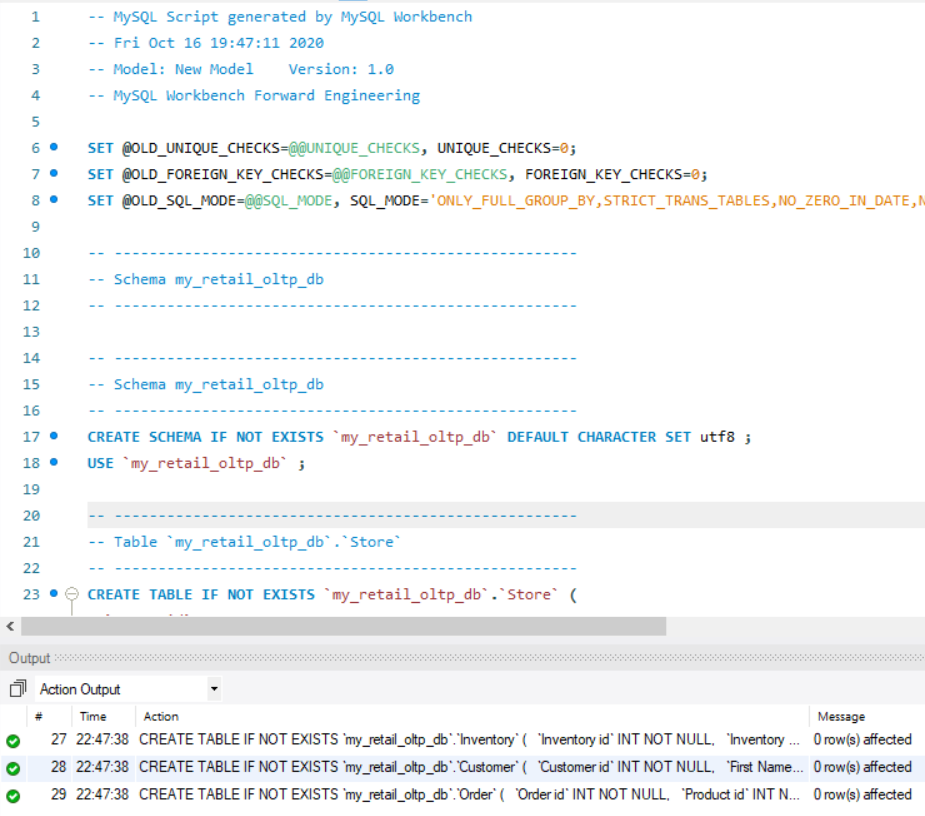 1 -- MySQL Script generated by MySQL Workbench
2 -- Fri Oct 16 19:47:11 2020
3 -- Model: New Model    Version: 1.0
4 -- MySQL Workbench Forward Engineering
5
6 SET @OLD_UNIQUE_CHECKS=@@UNIQUE_CHECKS, UNIQUE_CHECKS=0;
7 SET @OLD_FOREIGN_KEY_CHECKS=@@FOREIGN_KEY_CHECKS, FOREIGN_KEY_CHECKS=0;
8 SET @OLD_SQL_MODE=@@SQL_MODE, SQL_MODE='ONLY_FULL_GROUP_BY,STRICT_TRANS_TABLES,NO_ZERO_IN_DATE,N
9
10 -- -----------------------------------------------------
11 -- Schema my_retail_oltp_db
12 -- -----------------------------------------------------
13
14 -- -----------------------------------------------------
15 -- Schema my_retail_oltp_db
16 -- -----------------------------------------------------
17 CREATE SCHEMA IF NOT EXISTS `my_retail_oltp_db` DEFAULT CHARACTER SET utf8 ;
18 USE `my_retail_oltp_db` ;
19
20 -- -----------------------------------------------------
21 -- Table `my_retail_oltp_db`.`Store`
22 -- -----------------------------------------------------
23 CREATE TABLE IF NOT EXISTS `my_retail_oltp_db`.`Store` (
Output
Action Output
# Time Action Message
27 22:47:38 CREATE TABLE IF NOT EXISTS `my_retail_oltp_db`.`Inventory` ( `Inventory id` INT NOT NULL, `Inventory ... 0 row(s) affected
28 22:47:38 CREATE TABLE IF NOT EXISTS `my_retail_oltp_db`.`Customer` ( `Customer id` INT NOT NULL, `First Name... 0 row(s) affected
29 22:47:38 CREATE TABLE IF NOT EXISTS `my_retail_oltp_db`.`Order` ( `Order id` INT NOT NULL, `Product id` INT N... 0 row(s) affected